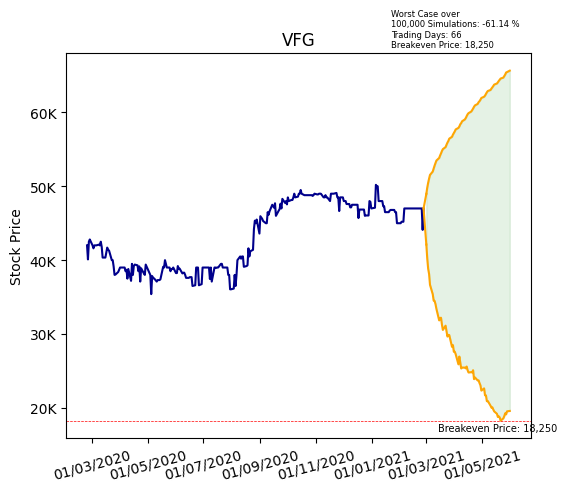 Worst Case over
100,000 Simulations: -61.14 %
Trading Days: 66
Breakeven Price: 18,250
VFG
Stock Price
60K
50K
40K
30K
20K
Breakeven Price: 18,250
01/03/2020
01/05/2020
01/07/2020
01/09/2020
01/11/2020
01/01/2021
01/03/2021
01/05/2021